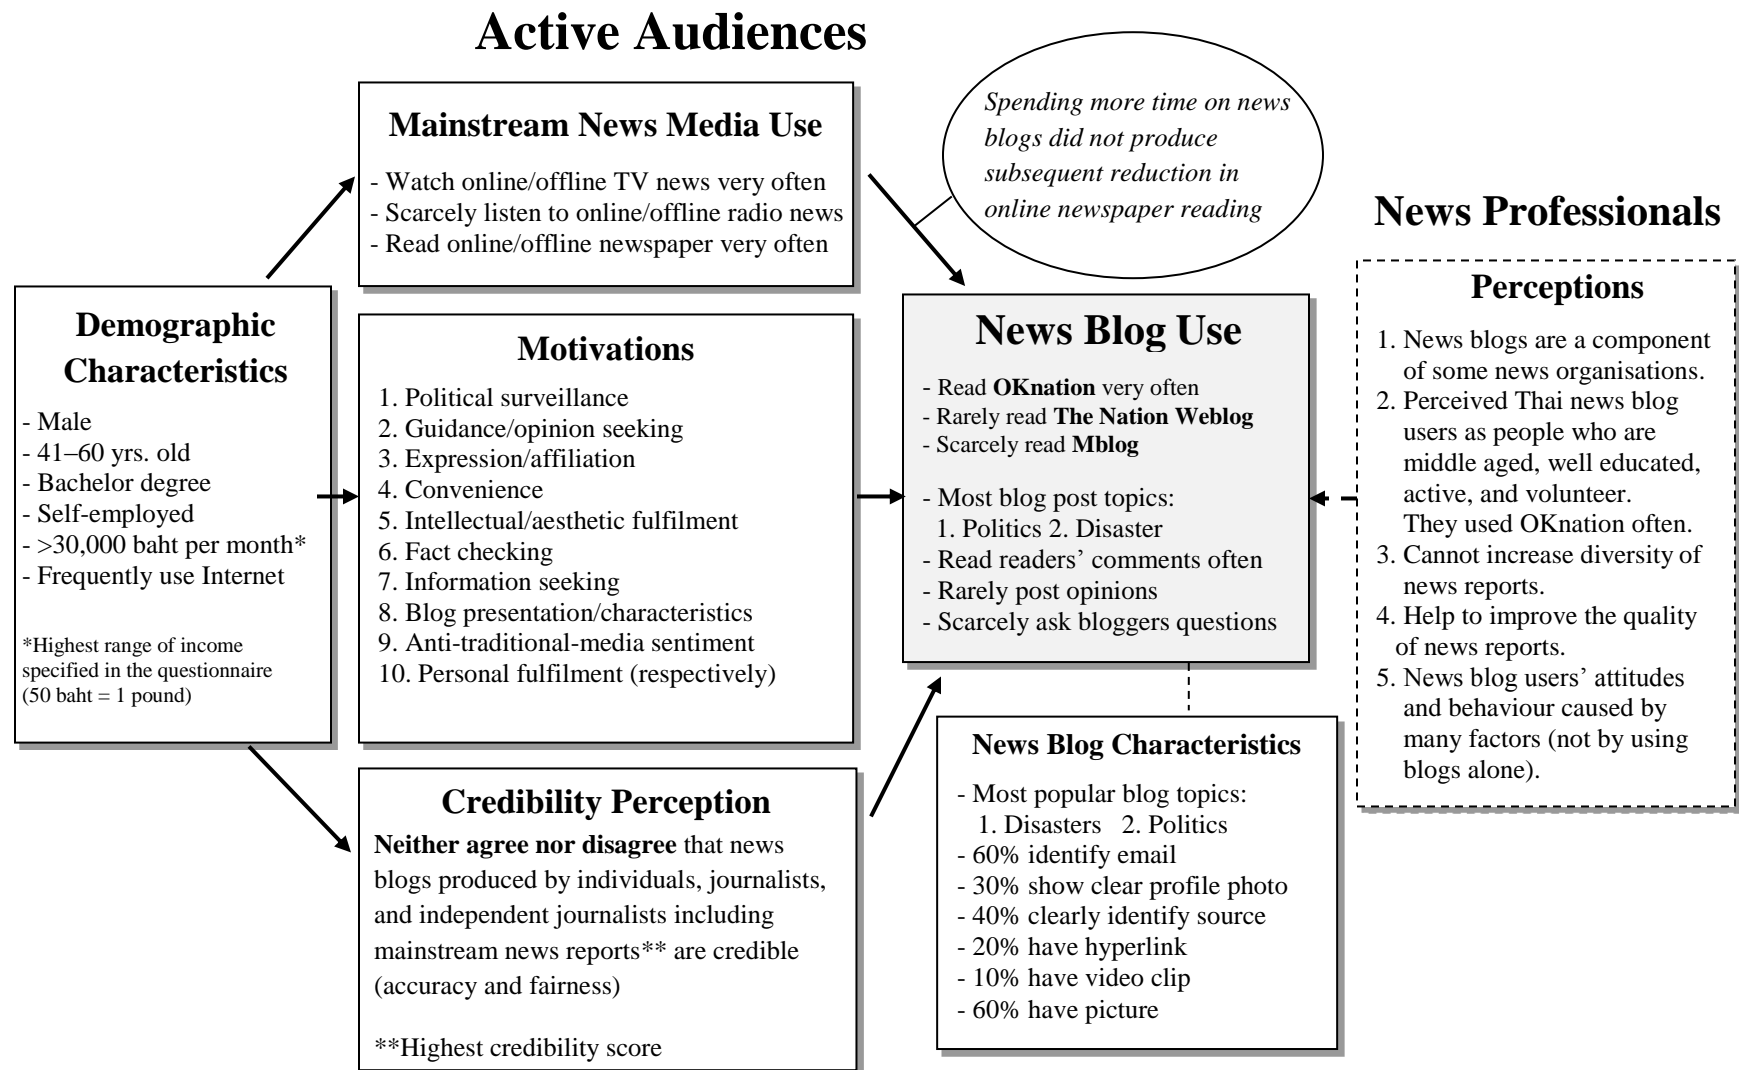 Active Audiences
Mainstream News Media Use
- Watch online/offline TV news very often
- Scarcely listen to online/offline radio news
- Read online/offline newspaper very often
Spending more time on news
blogs did not produce
subsequent reduction in
online newspaper reading
Demographic
Characteristics
- Male
- 41–60 yrs. old
- Bachelor degree
- Self-employed
- >30,000 baht per month*
- Frequently use Internet
*Highest range of income
specified in the questionnaire
(50 baht = 1 pound)
Motivations
1. Political surveillance
2. Guidance/opinion seeking
3. Expression/affiliation
4. Convenience
5. Intellectual/aesthetic fulfilment
6. Fact checking
7. Information seeking
8. Blog presentation/characteristics
9. Anti-traditional-media sentiment
10. Personal fulfilment (respectively)
Credibility Perception
Neither agree nor disagree that news
blogs produced by individuals, journalists,
and independent journalists including
mainstream news reports** are credible
(accuracy and fairness)
**Highest credibility score
News Blog Use
- Read OKnation very often
- Rarely read The Nation Weblog
- Scarcely read Mblog
- Most blog post topics:
1. Politics 2. Disaster
- Read readers’ comments often
- Rarely post opinions
- Scarcely ask bloggers questions
News Blog Characteristics
- Most popular blog topics:
1. Disasters 2. Politics
- 60% identify email
- 30% show clear profile photo
- 40% clearly identify source
- 20% have hyperlink
- 10% have video clip
- 60% have picture
News Professionals
Perceptions
1. News blogs are a component
of some news organisations.
2. Perceived Thai news blog
users as people who are
middle aged, well educated,
active, and volunteer.
They used OKnation often.
3. Cannot increase diversity of
news reports.
4. Help to improve the quality
of news reports.
5. News blog users’ attitudes
and behaviour caused by
many factors (not by using
blogs alone).